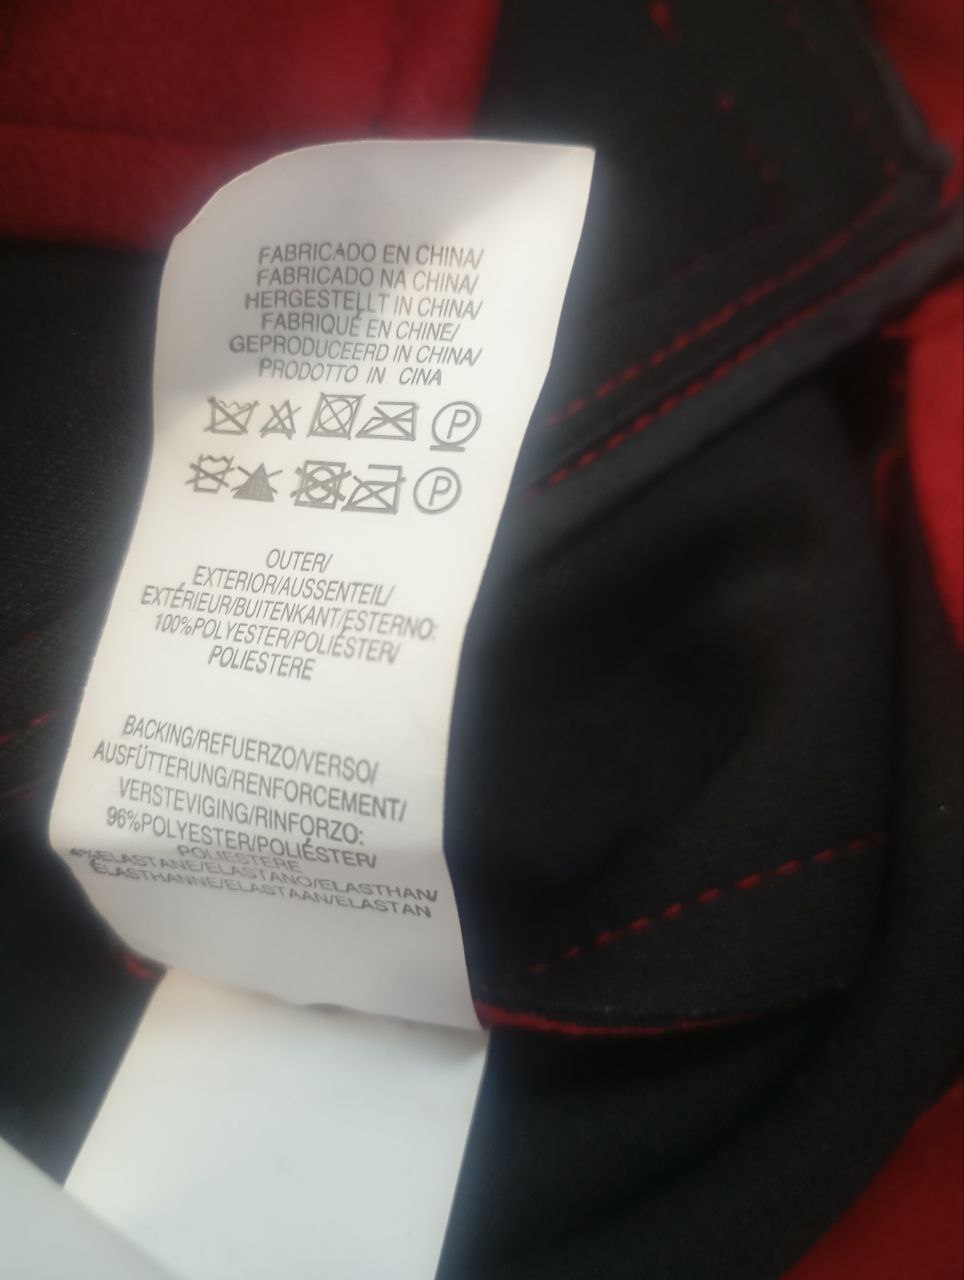 FABRICADO EN CHINA/
FABRICADO NA CHINA/
HERGESTELLT IN CHINA/
FABRIQUÉ EN CHINE/
GEPRODUCEERD IN CHINA/
PRODOTTO IN CINA
P
P
OUTER/
EXTERIOR/AUSSENTEIL/
EXTÉRIEUR/BUITENKANT/ESTERNO:
100%POLYESTER/POLIÉSTER/
POLIESTERE
BACKING/REFUERZO/VERSO/
AUSFÜTTERUNG/RENFORCEMENT/
VERSTEVIGING/RINFORZO:
96%POLYESTER/POLIÉSTER/
POLIESTERE
4%ELASTANE/ELASTANO/ELASTHAN/
ÉLASTHANNE/ELASTAAN/ELASTAN